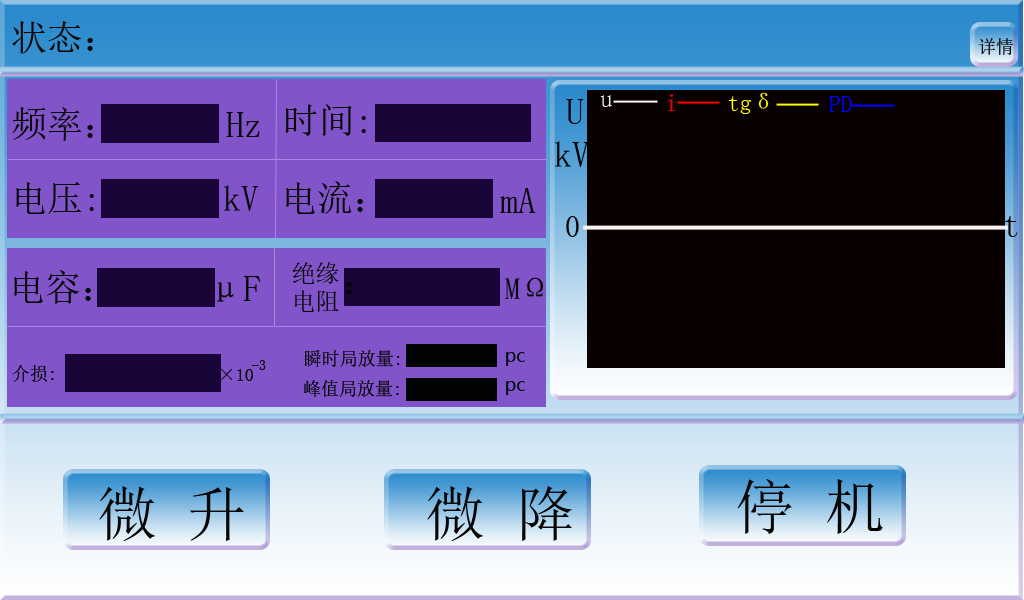 状态：
详情
频率： Hz
时间: 
电压: kV
电流： mA
电容： μF
绝缘
电阻： MΩ
介损: ×10⁻³
瞬时局放量: pc
峰值局放量: pc
u i tgδ PD
U
kV
0 t
微 升
微 降
停 机